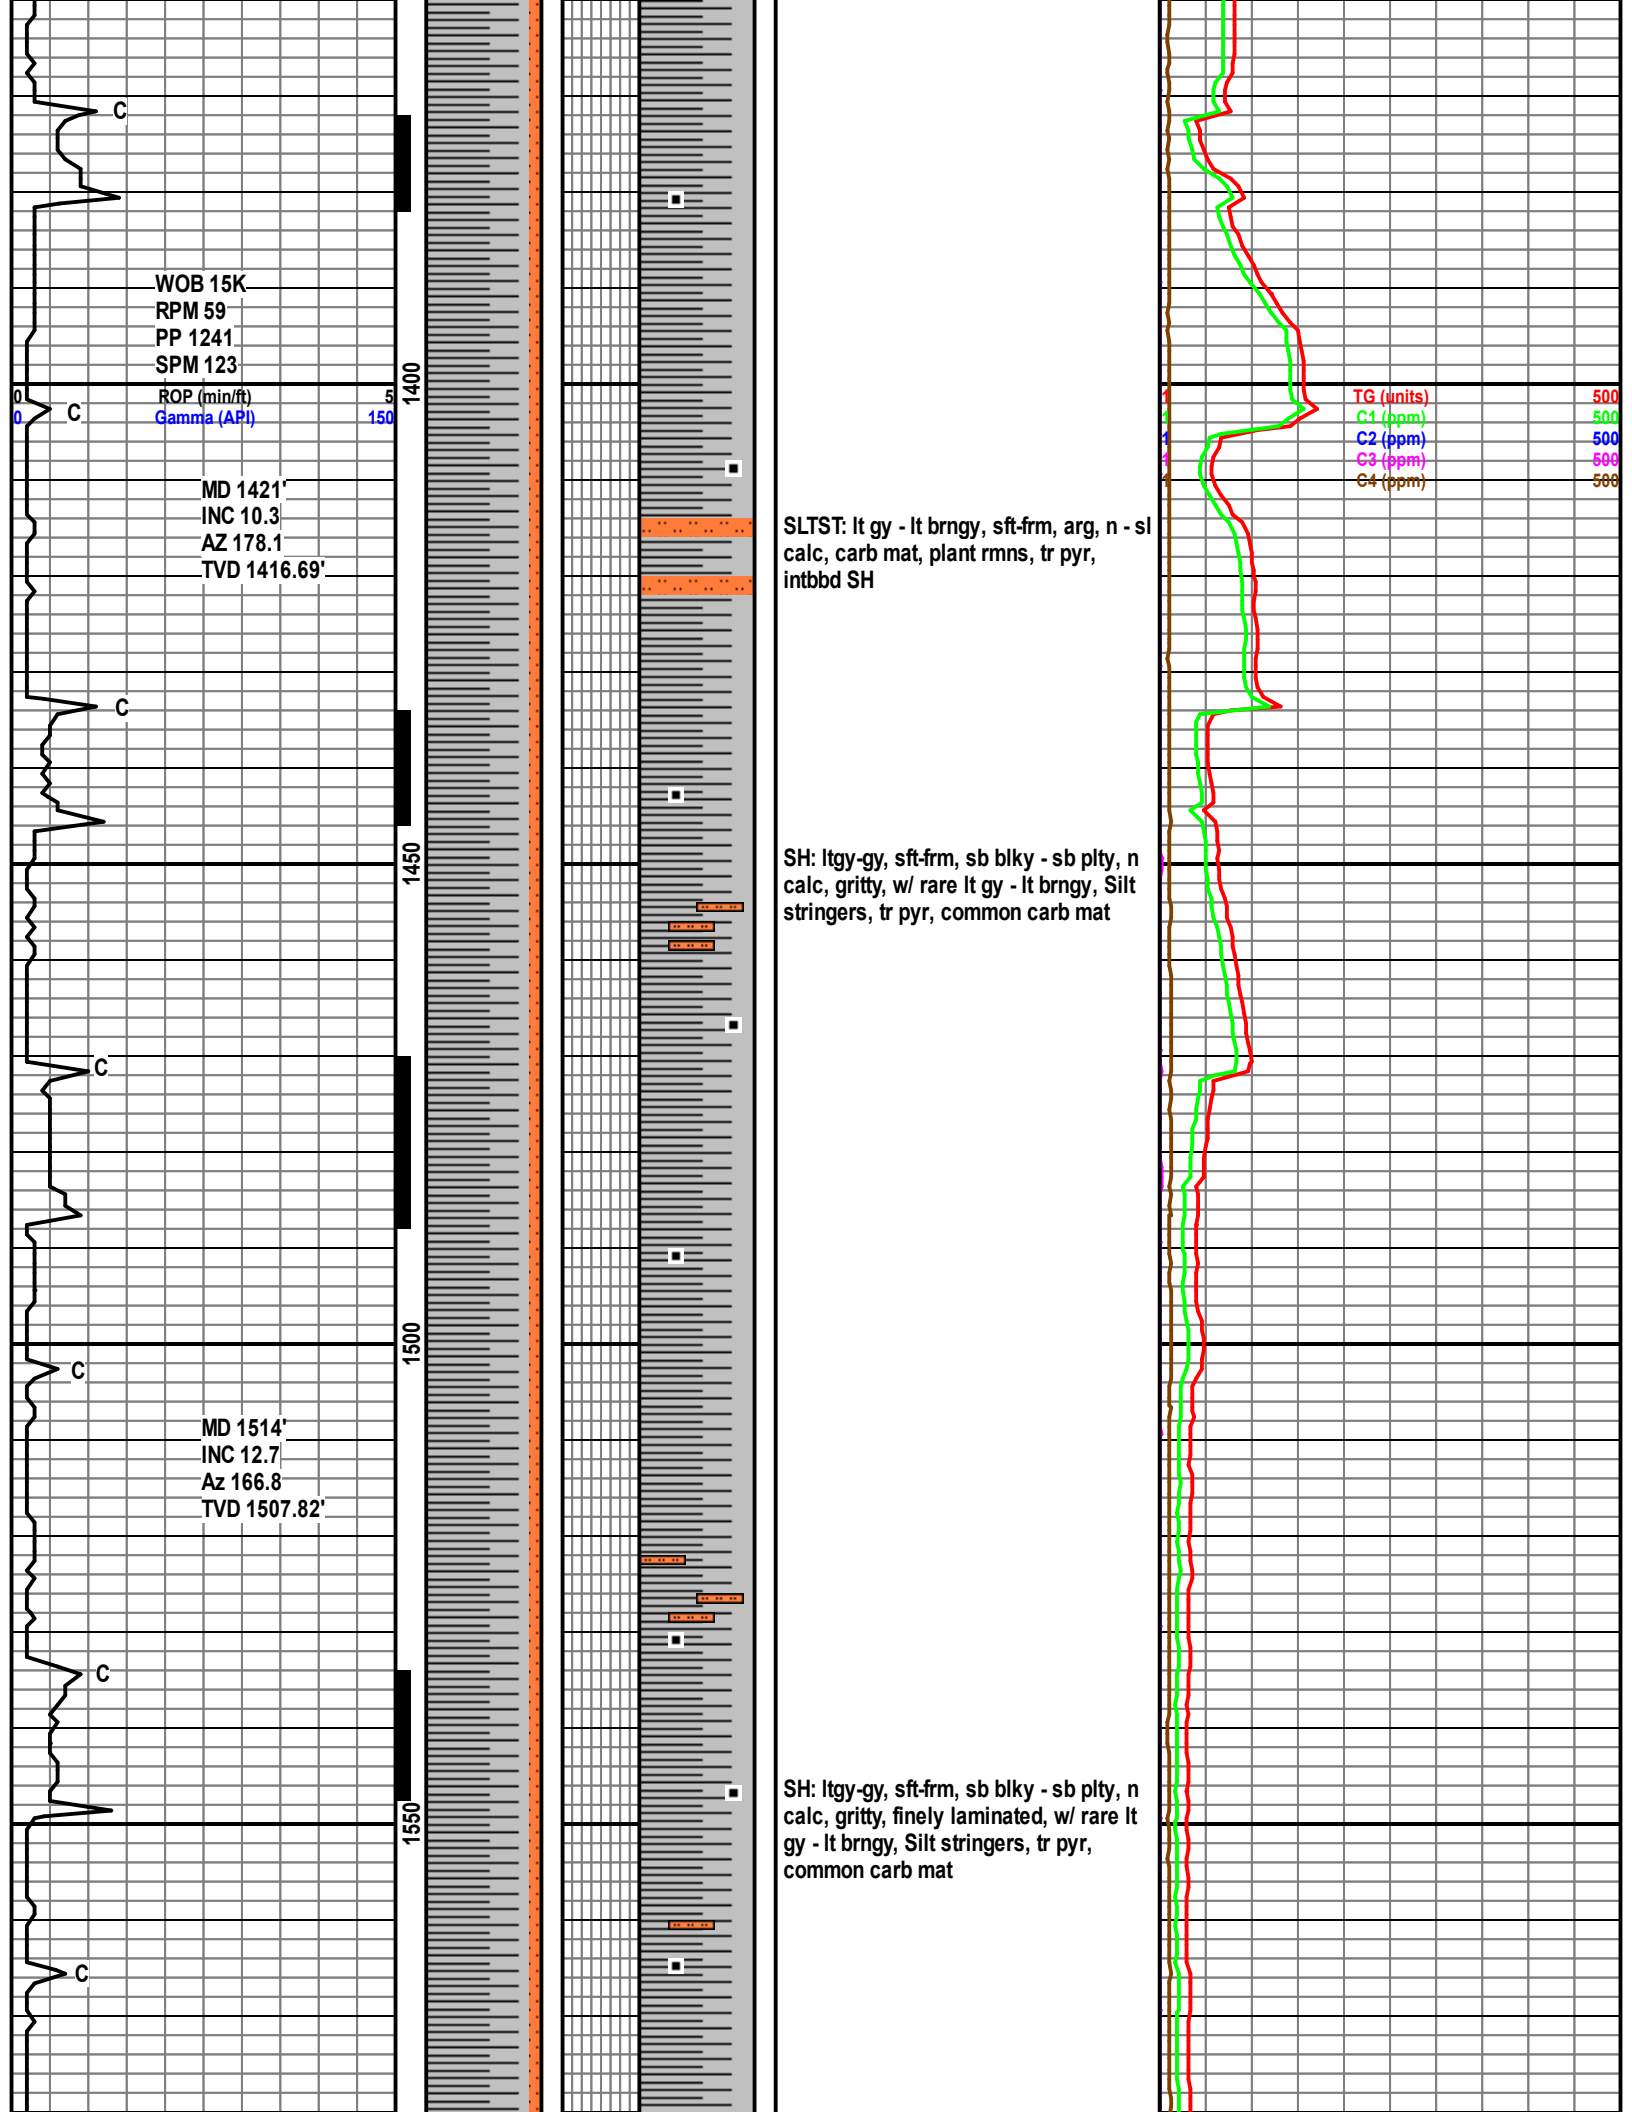 C
WOB 15K
RPM 59
PP 1241
SPM 123
1400
0 ROP (min/ft) 5
0 Gamma (API) 150
C
1 TG (units) 500
1 C1 (ppm) 500
1 C2 (ppm) 500
1 C3 (ppm) 500
1 C4 (ppm) 500
MD 1421'
INC 10.3
AZ 178.1
TVD 1416.69'
SLTST: lt gy - lt brngy, sft-frm, arg, n - sl
calc, carb mat, plant rmns, tr pyr,
intbbd SH
C
1450
SH: ltgy-gy, sft-frm, sb blky - sb plty, n
calc, gritty, w/ rare lt gy - lt brngy, Silt
stringers, tr pyr, common carb mat
C
1500
C
MD 1514'
INC 12.7
Az 166.8
TVD 1507.82'
C
1550
SH: ltgy-gy, sft-frm, sb blky - sb plty, n
calc, gritty, finely laminated, w/ rare lt
gy - lt brngy, Silt stringers, tr pyr,
common carb mat
C